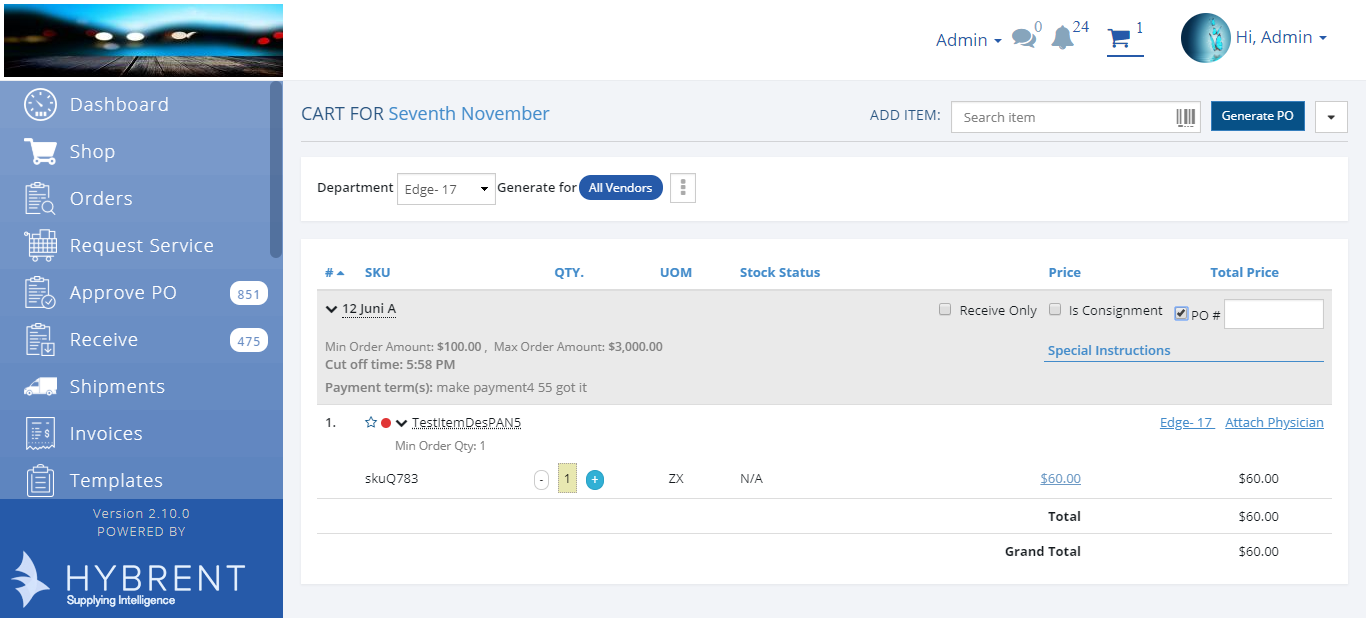 Admin 0 24 1 Hi, Admin
Dashboard
Shop
Orders
Request Service
Approve PO 851
Receive 475
Shipments
Invoices
Templates
Version 2.10.0
POWERED BY
HYBRENT
Supplying Intelligence
CART FOR Seventh November ADD ITEM: Search item Generate PO
Department Edge- 17 Generate for All Vendors
# SKU QTY. UOM Stock Status Price Total Price
12 Juni A Receive Only Is Consignment PO #
Min Order Amount: $100.00 , Max Order Amount: $3,000.00 Special Instructions
Cut off time: 5:58 PM
Payment term(s): make payment4 55 got it
1. TestItemDesPAN5 Edge- 17 Attach Physician
Min Order Qty: 1
skuQ783 - 1 + ZX N/A $60.00 $60.00
Total $60.00
Grand Total $60.00